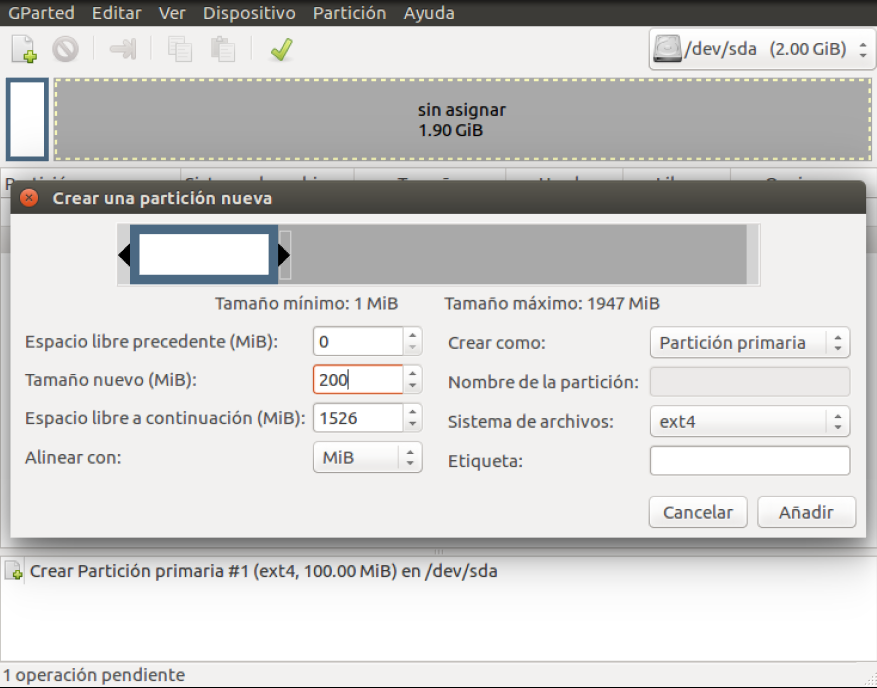 GParted Editar Ver Dispositivo Partición Ayuda
/dev/sda (2.00 GiB)
sin asignar
1.90 GiB
Crear una partición nueva
Tamaño mínimo: 1 MiB Tamaño máximo: 1947 MiB
Espacio libre precedente (MiB): 0 Crear como: Partición primaria
Tamaño nuevo (MiB): 200 Nombre de la partición:
Espacio libre a continuación (MiB): 1526 Sistema de archivos: ext4
Alinear con: MiB Etiqueta:
Cancelar Añadir
Crear Partición primaria #1 (ext4, 100.00 MiB) en /dev/sda
1 operación pendiente